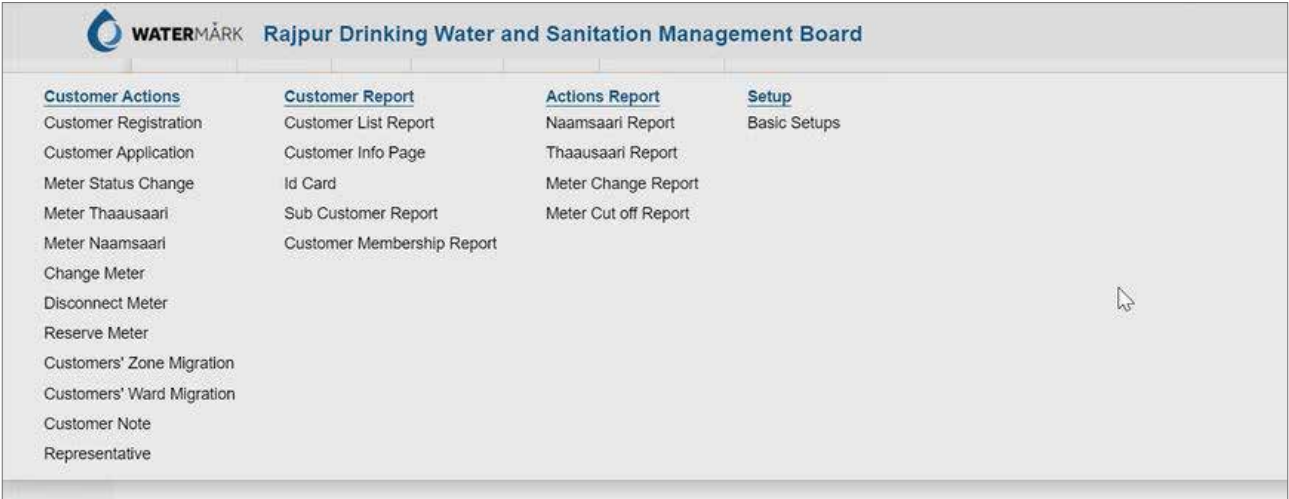 WATERMÅRK Rajpur Drinking Water and Sanitation Management Board
Customer Actions
Customer Registration
Customer Application
Meter Status Change
Meter Thaausaari
Meter Naamsaari
Change Meter
Disconnect Meter
Reserve Meter
Customers' Zone Migration
Customers' Ward Migration
Customer Note
Representative
Customer Report
Customer List Report
Customer Info Page
Id Card
Sub Customer Report
Customer Membership Report
Actions Report
Naamsaari Report
Thaausaari Report
Meter Change Report
Meter Cut off Report
Setup
Basic Setups